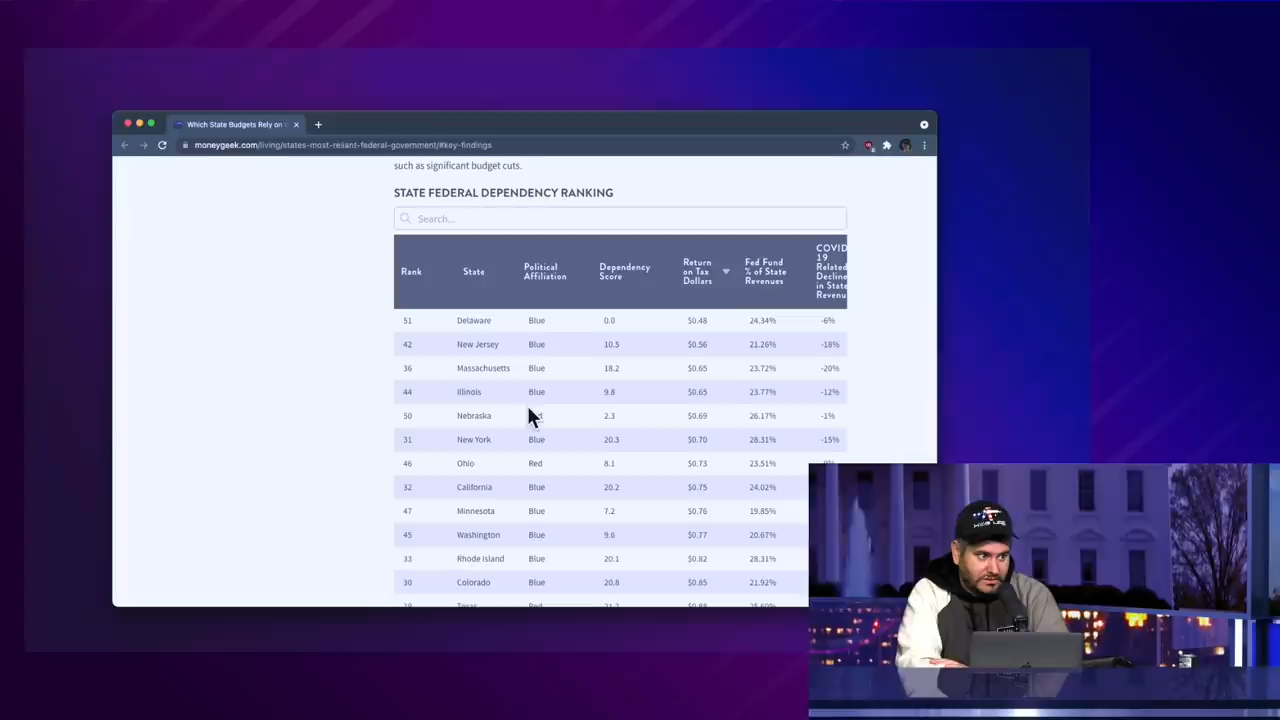 Which State Budgets Rely on
moneygeek.com/living/states-most-reliant-federal-government/#key-findings
such as significant budget cuts.
STATE FEDERAL DEPENDENCY RANKING
Search...
Rank State Political Affiliation Dependency Score Return on Tax Dollars Fed Fund % of State Revenues COVID 19 Related Decline in State Revenu
51 Delaware Blue 0.0 $0.48 24.34% -6%
42 New Jersey Blue 10.5 $0.56 21.26% -18%
36 Massachusetts Blue 18.2 $0.65 23.72% -20%
44 Illinois Blue 9.8 $0.65 23.77% -12%
50 Nebraska 2.3 $0.69 26.17% -1%
31 New York Blue 20.3 $0.70 28.31% -15%
46 Ohio Red 8.1 $0.73 23.51%
32 California Blue 20.2 $0.75 24.02%
47 Minnesota Blue 7.2 $0.76 19.85%
45 Washington Blue 9.6 $0.77 20.67%
33 Rhode island Blue 20.1 $0.82 28.31%
30 Colorado Blue 20.8 $0.85 21.92%
Texas Red